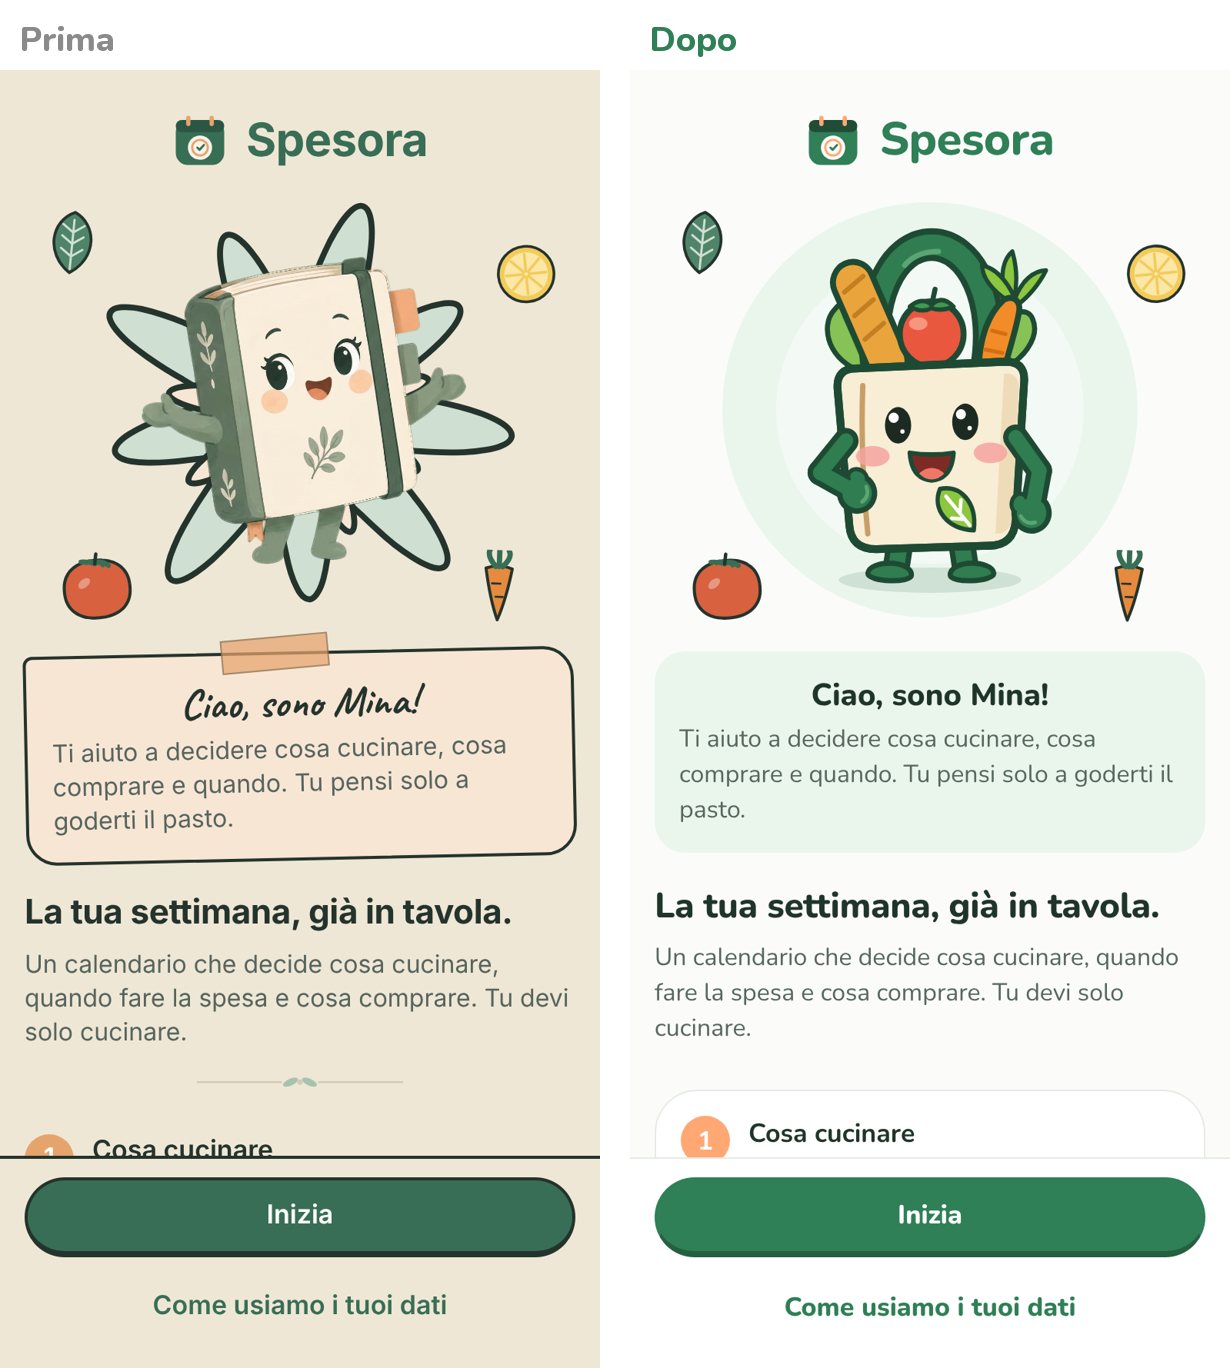 Prima
Spesora
Ciao, sono Mina!
Ti aiuto a decidere cosa cucinare, cosa
comprare e quando. Tu pensi solo a
goderti il pasto.
La tua settimana, già in tavola.
Un calendario che decide cosa cucinare,
quando fare la spesa e cosa comprare. Tu devi
solo cucinare.
1 Cosa cucinare
Inizia
Come usiamo i tuoi dati
Dopo
Spesora
Ciao, sono Mina!
Ti aiuto a decidere cosa cucinare, cosa
comprare e quando. Tu pensi solo a goderti il
pasto.
La tua settimana, già in tavola.
Un calendario che decide cosa cucinare, quando
fare la spesa e cosa comprare. Tu devi solo
cucinare.
1 Cosa cucinare
Inizia
Come usiamo i tuoi dati